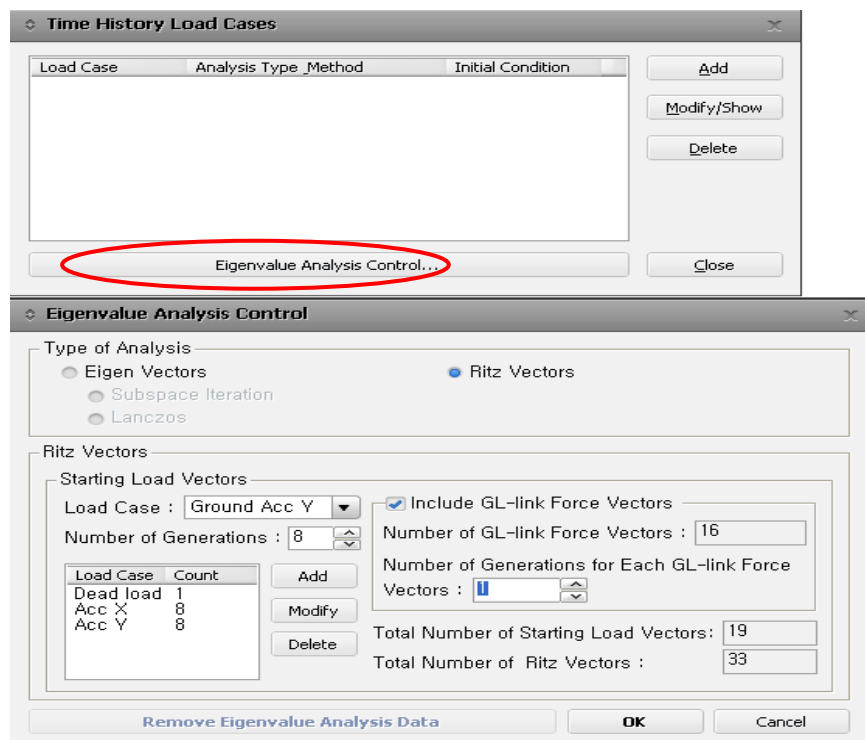 Time History Load Cases
Load Case Analysis Type_Method Initial Condition
Add
Modify/Show
Delete
Eigenvalue Analysis Control... Close
Eigenvalue Analysis Control
Type of Analysis
Eigen Vectors Ritz Vectors
Subspace Iteration
Lanczos
Ritz Vectors
Starting Load Vectors
Load Case : Ground Acc Y
Number of Generations : 8
Load Case Count
Dead load 1
Acc X 8
Acc Y 8
Add
Modify
Delete
Include GL-link Force Vectors
Number of GL-link Force Vectors : 16
Number of Generations for Each GL-link Force
Vectors : 1
Total Number of Starting Load Vectors: 19
Total Number of Ritz Vectors : 33
Remove Eigenvalue Analysis Data OK Cancel